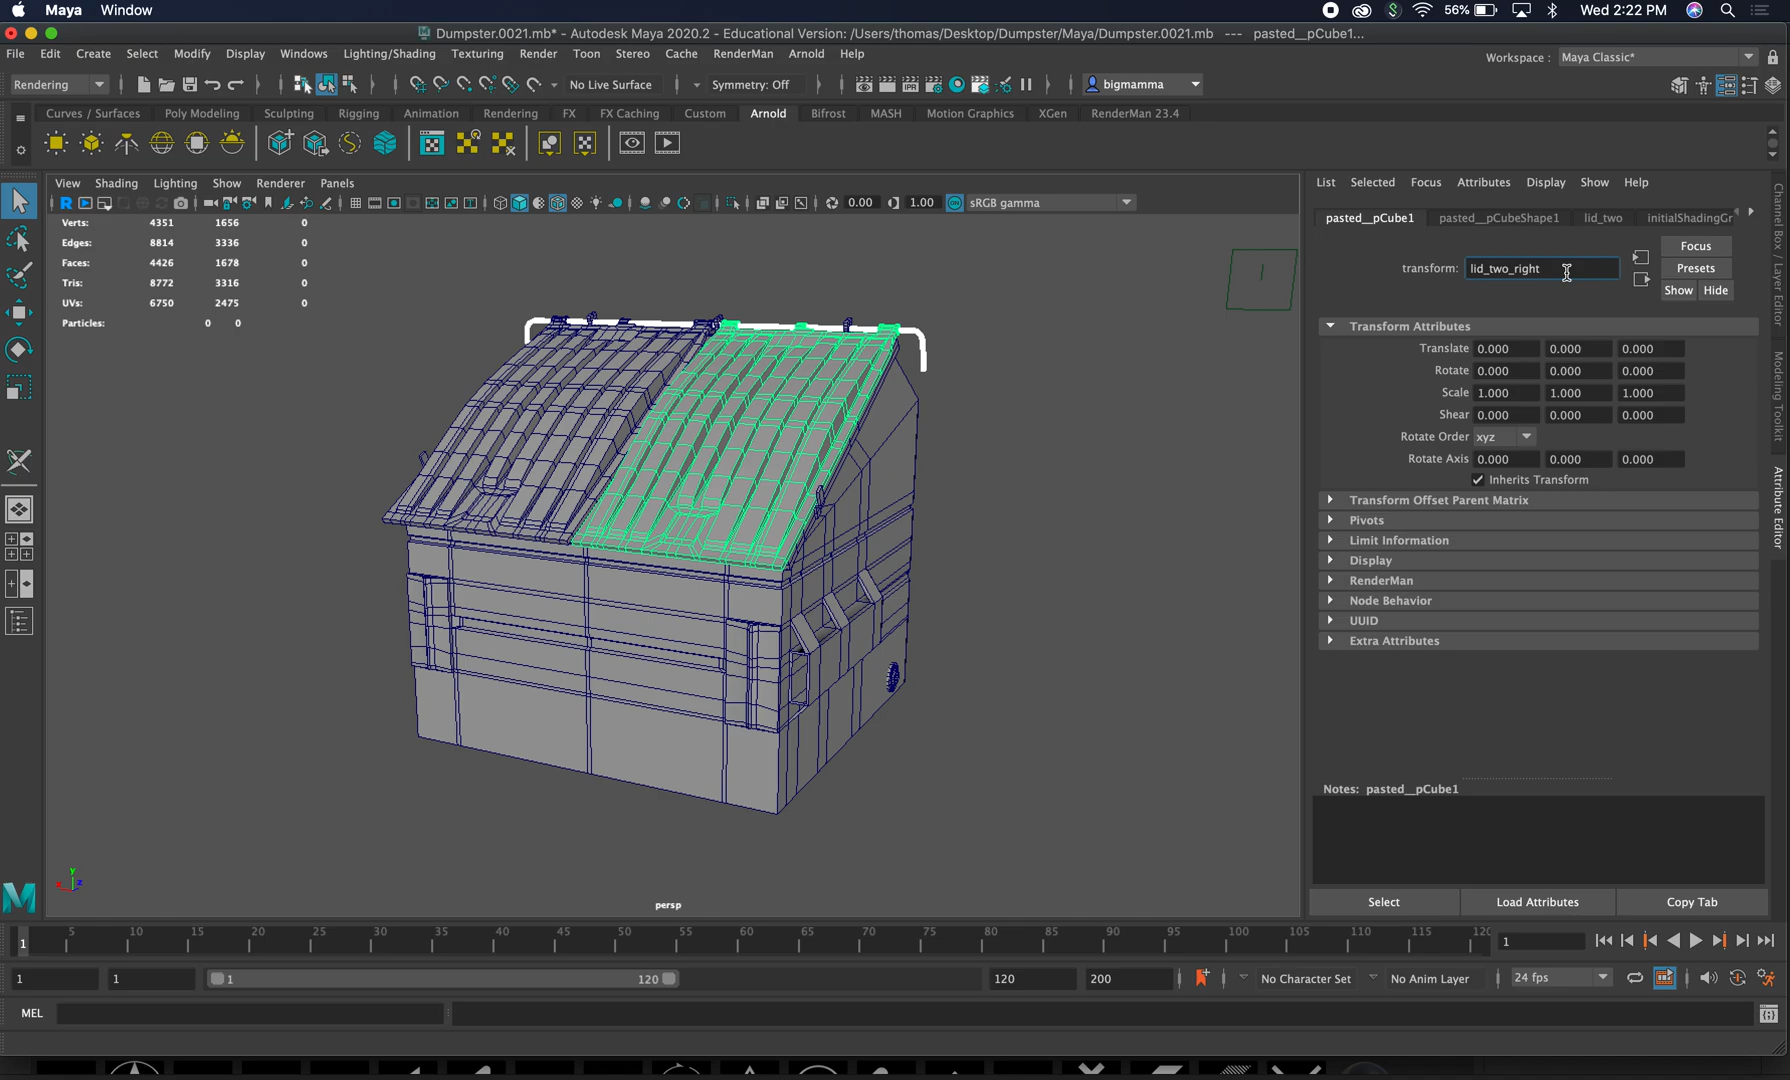 Maya Window 56% Wed 2:22 PM
Dumpster.0021.mb* - Autodesk Maya 2020.2 - Educational Version: /Users/thomas/Desktop/Dumpster/Maya/Dumpster.0021.mb --- pasted__pCube1...
File Edit Create Select Modify Display Windows Lighting/Shading Texturing Render Toon Stereo Cache RenderMan Arnold Help Workspace : Maya Classic*
Rendering No Live Surface Symmetry: Off IPR bigmamma
Curves / Surfaces Poly Modeling Sculpting Rigging Animation Rendering FX FX Caching Custom Arnold Bifrost MASH Motion Graphics XGen RenderMan 23.4
View Shading Lighting Show Renderer Panels List Selected Focus Attributes Display Show Help
R 0.00 1.00 ON sRGB gamma
pasted__pCube1 pasted__pCubeShape1 lid_two initialShadingGr
Verts: 4351 1656 0
Edges: 8814 3336 0
Faces: 4426 1678 0
Tris: 8772 3316 0
UVs: 6750 2475 0
Particles: 0 0
Focus
transform: lid_two_right Presets
Show Hide
Transform Attributes
Translate 0.000 0.000 0.000
Rotate 0.000 0.000 0.000
Scale 1.000 1.000 1.000
Shear 0.000 0.000 0.000
Rotate Order xyz
Rotate Axis 0.000 0.000 0.000
Inherits Transform
Transform Offset Parent Matrix
Pivots
Limit Information
Display
RenderMan
Node Behavior
UUID
Extra Attributes
Channel Box / Layer Editor
Modeling Toolkit
Attribute Editor
Notes: pasted__pCube1
y
x z
persp
Select Load Attributes Copy Tab
1 5 10 15 20 25 30 35 40 45 50 55 60 65 70 75 80 85 90 95 100 105 110 115 120 1
1 1 1 120 120 200 No Character Set No Anim Layer 24 fps
MEL